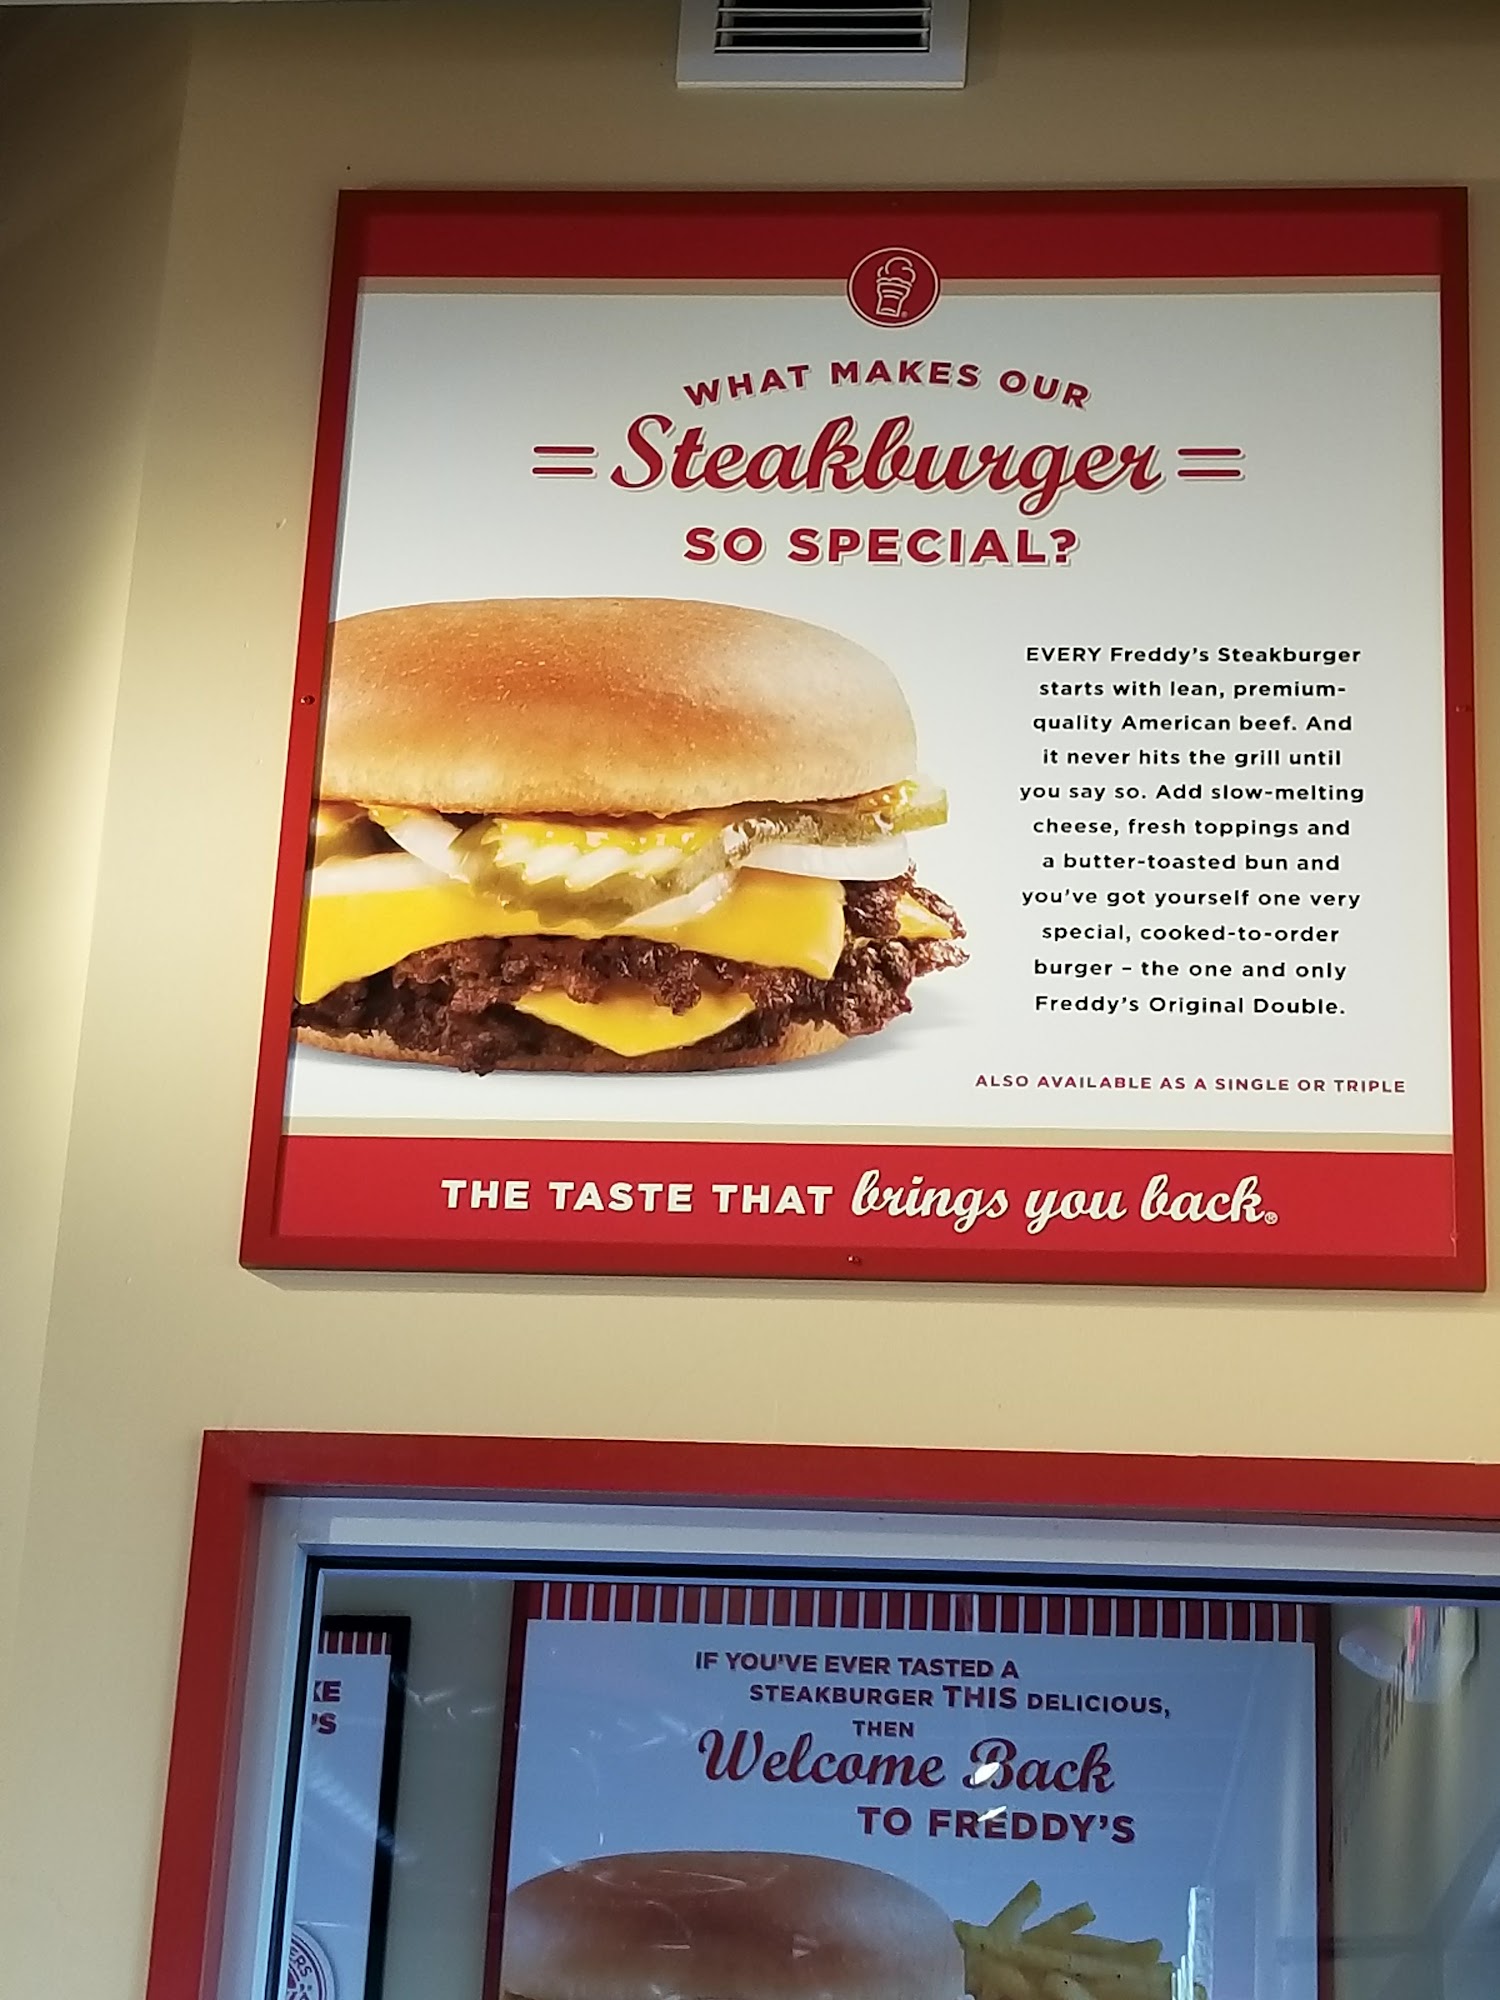 WHAT MAKES OUR
Steakburger
SO SPECIAL?
EVERY Freddy's Steakburger
starts with lean, premium-
quality American beef. And
it never hits the grill until
you say so. Add slow-melting
cheese, fresh toppings and
a butter-toasted bun and
you've got yourself one very
special, cooked-to-order
burger – the one and only
Freddy's Original Double.
ALSO AVAILABLE AS A SINGLE OR TRIPLE
THE TASTE THAT brings you back.®
IF YOU'VE EVER TASTED A
STEAKBURGER THIS DELICIOUS,
THEN
Welcome Back
TO FREDDY'S